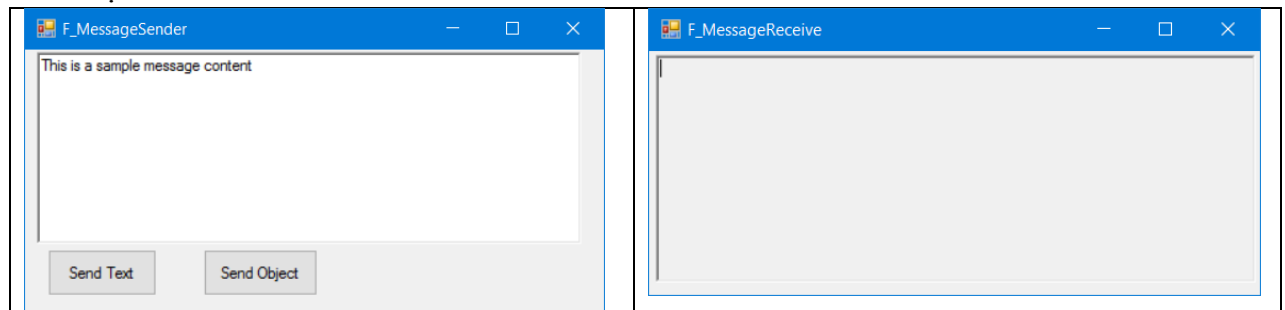 F_MessageSender
This is a sample message content
Send Text
Send Object
F_MessageReceive